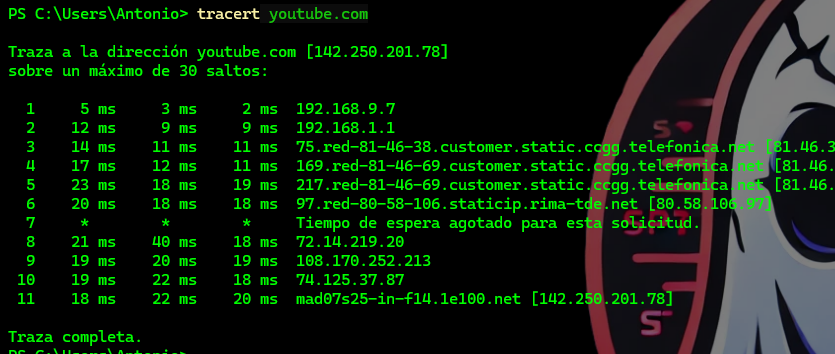 PS C:\Users\Antonio> tracert youtube.com
Traza a la dirección youtube.com [142.250.201.78]
sobre un máximo de 30 saltos:
1 5 ms 3 ms 2 ms 192.168.9.7
2 12 ms 9 ms 9 ms 192.168.1.1
3 14 ms 11 ms 11 ms 75.red-81-46-38.customer.static.ccgg.telefonica.net [81.46.3
4 17 ms 12 ms 11 ms 169.red-81-46-69.customer.static.ccgg.telefonica.net [81.46.
5 23 ms 18 ms 19 ms 217.red-81-46-69.customer.static.ccgg.telefonica.net [81.46.
6 20 ms 18 ms 18 ms 97.red-80-58-106.staticip.rima-tde.net [80.58.106.97]
7 * * * Tiempo de espera agotado para esta solicitud.
8 21 ms 40 ms 18 ms 72.14.219.20
9 19 ms 20 ms 19 ms 108.170.252.213
10 19 ms 22 ms 18 ms 74.125.37.87
11 18 ms 22 ms 20 ms mad07s25-in-f14.1e100.net [142.250.201.78]
Traza completa.
PS C:\Users\Antonio>